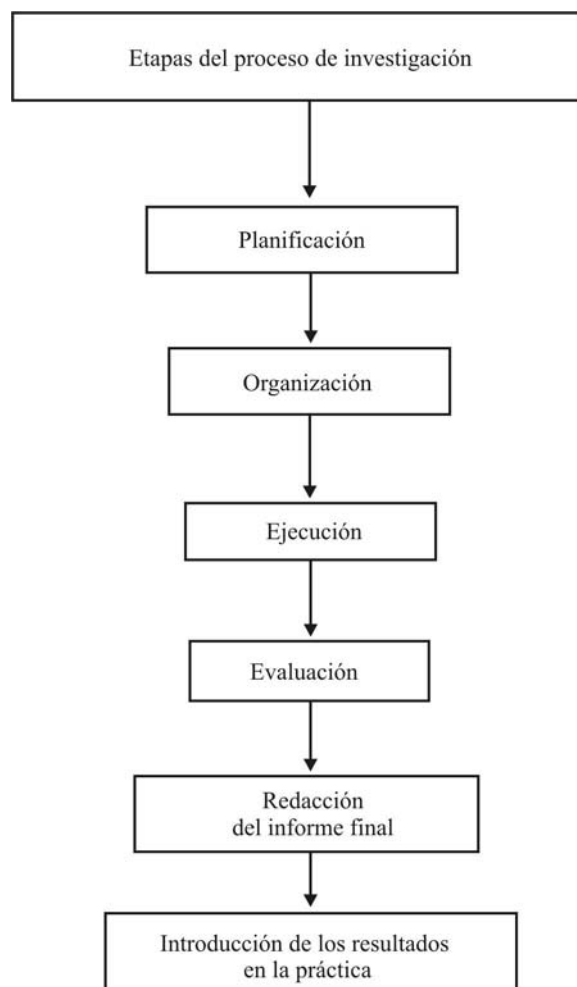 Etapas del proceso de investigación
Planificación
Organización
Ejecución
Evaluación
Redacción
del informe final
Introducción de los resultados
en la práctica